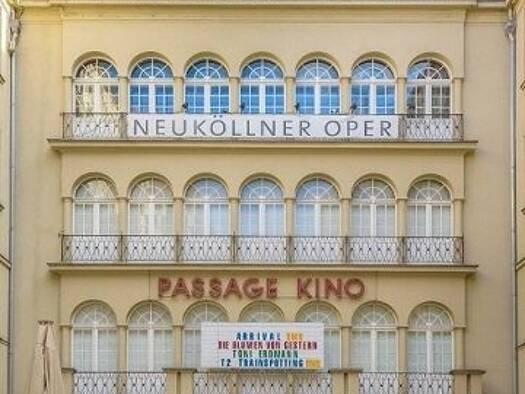 NEUKÖLLNER OPER
PASSAGE KINO
ARRIVAL
DIE BLUMEN VON GESTERN
TONI ERDMANN
T2 TRAINSPOTTING